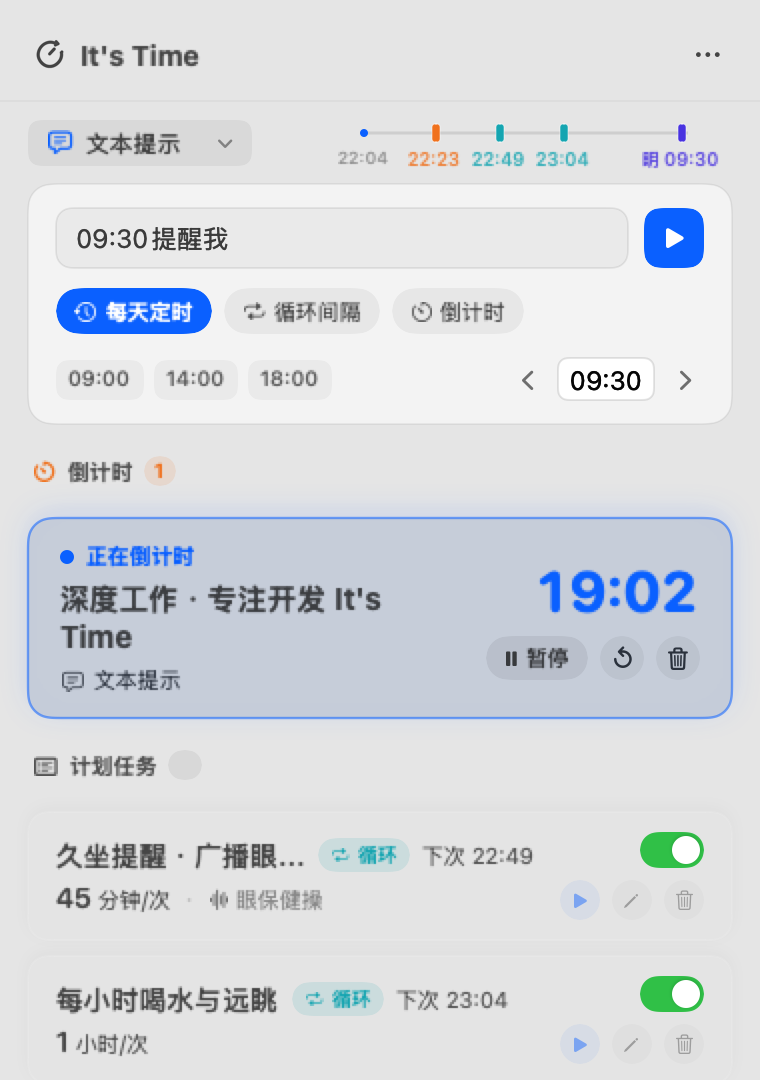 It's Time
文本提示
22:04 22:23 22:49 23:04 明 09:30
09:30提醒我
每天定时 循环间隔 倒计时
09:00 14:00 18:00 09:30
倒计时 1
正在倒计时
深度工作 · 专注开发 It's
Time
19:02
暂停
文本提示
计划任务
久坐提醒 · 广播眼... 循环 下次 22:49
45 分钟/次 · 眼保健操
每小时喝水与远眺 循环 下次 23:04
1 小时/次